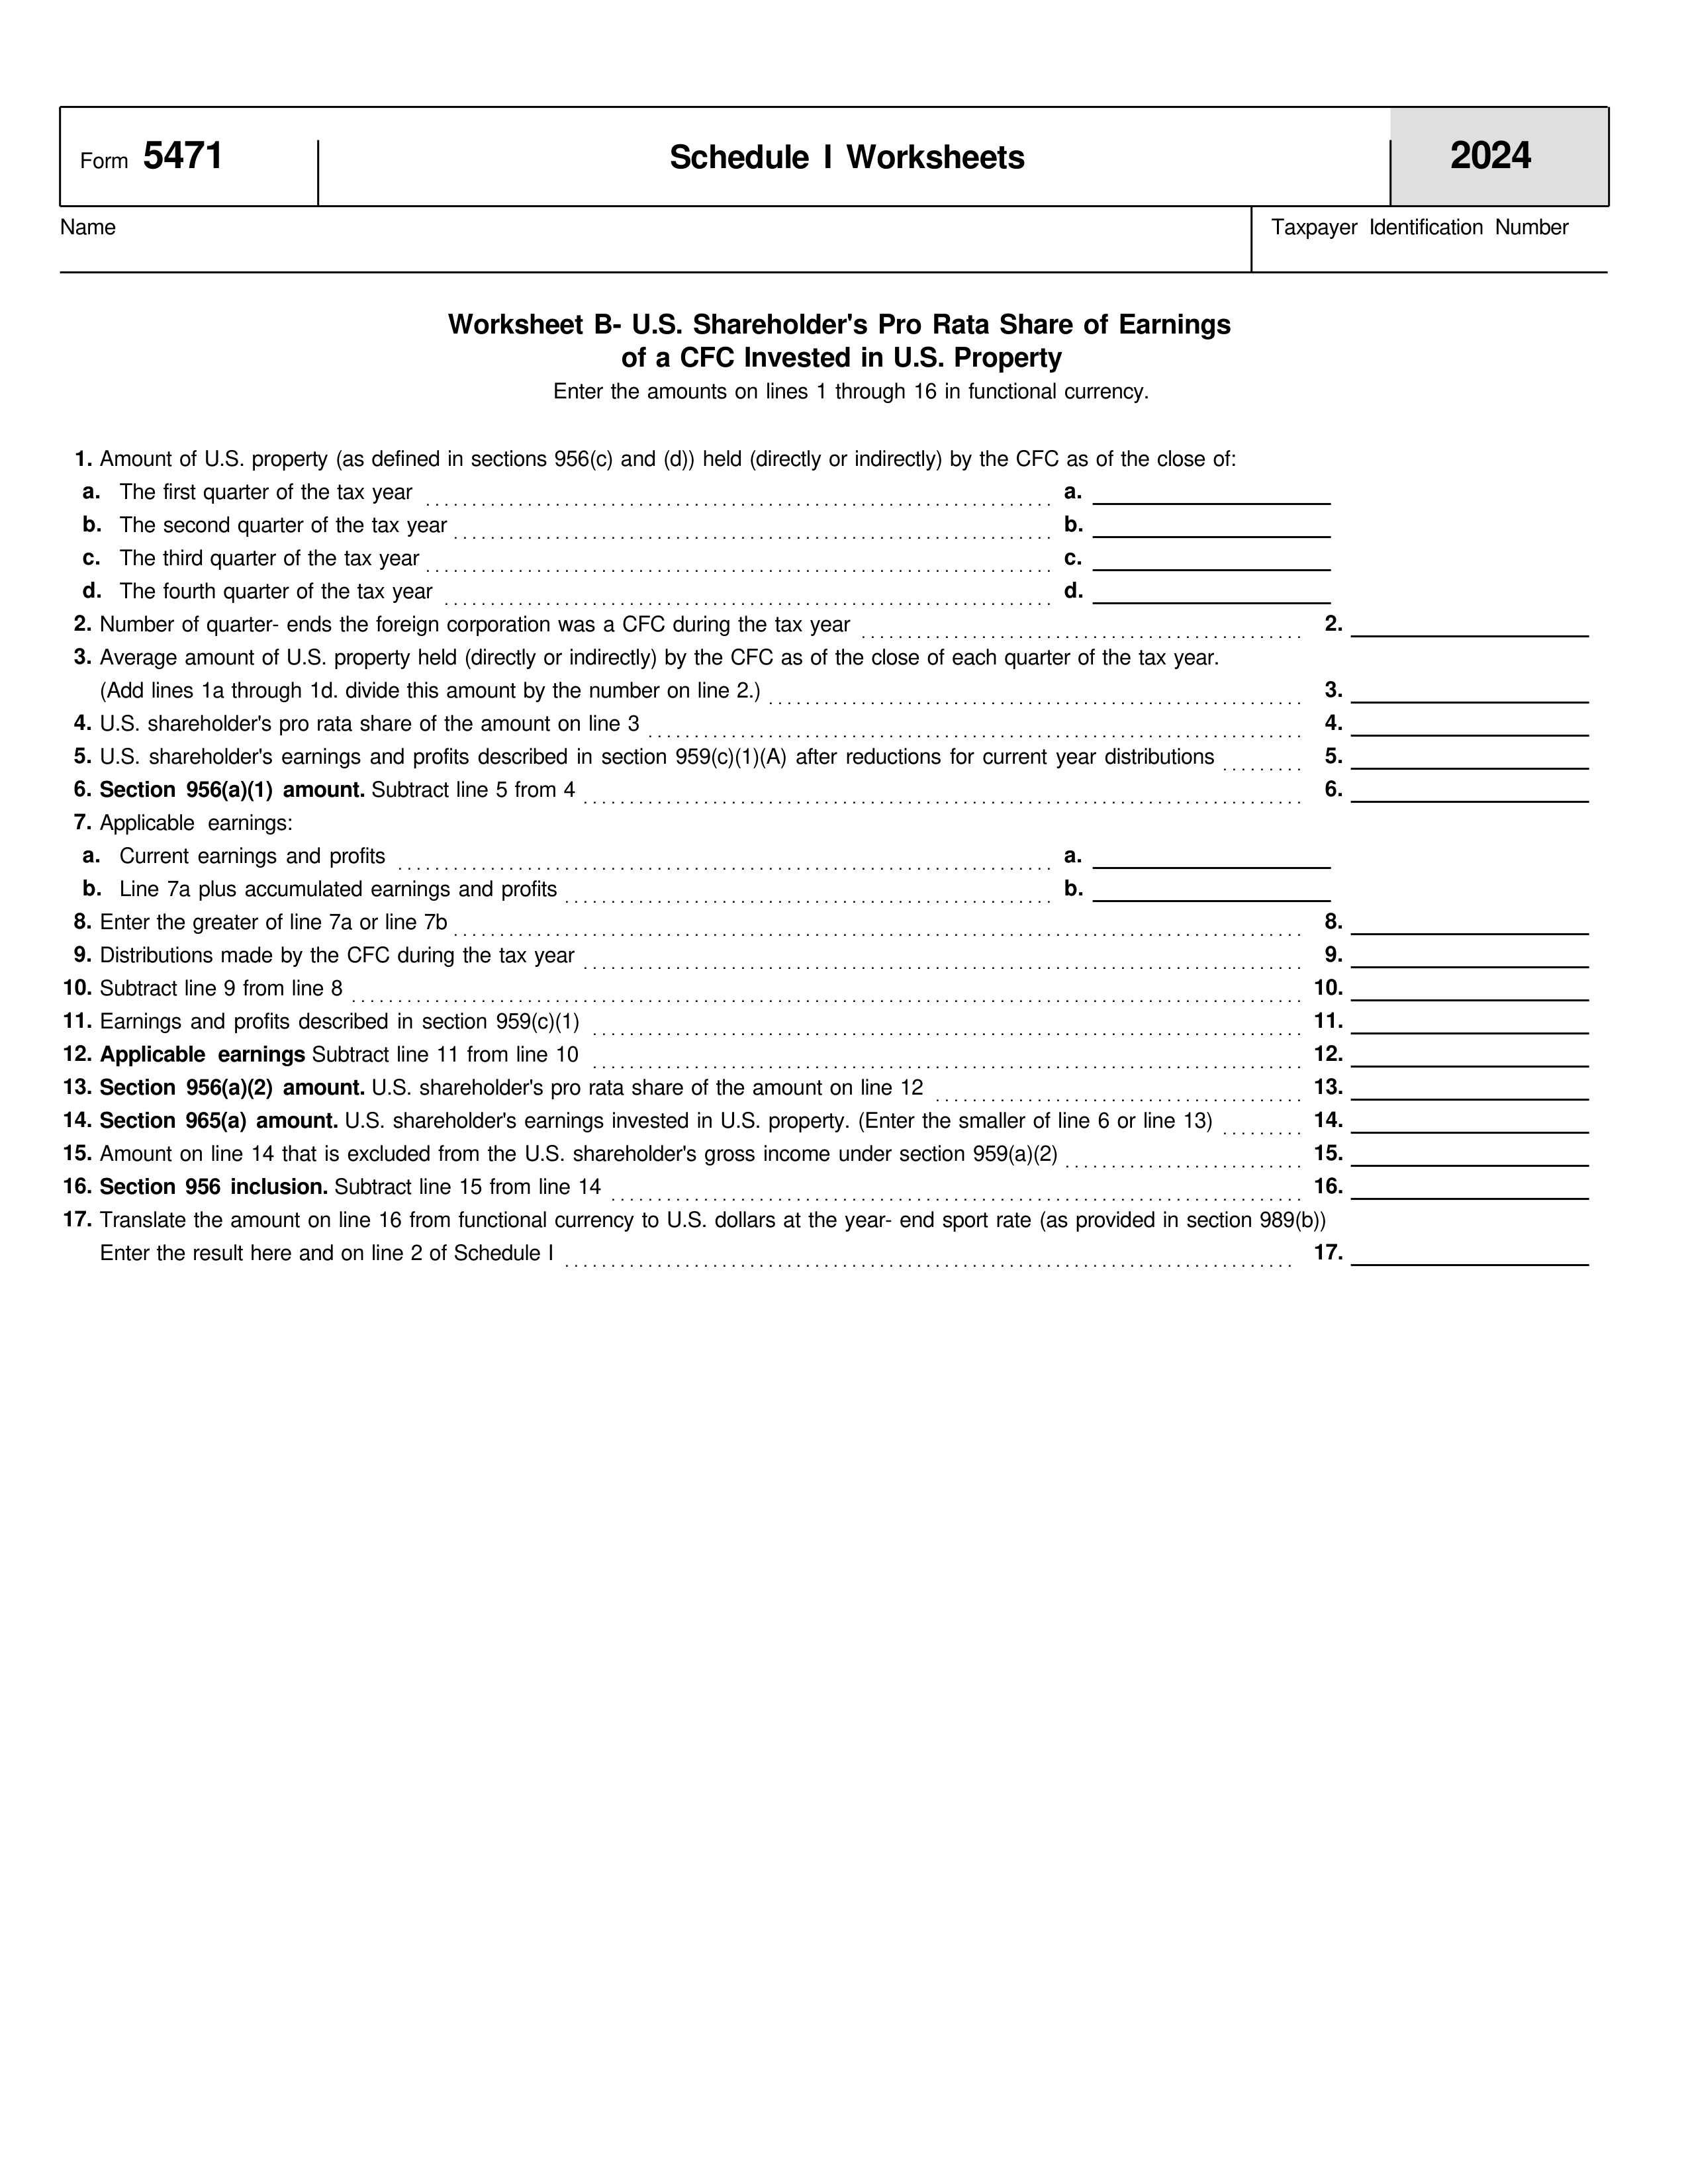 Form 5471
Schedule I Worksheets
2024
Name
Taxpayer Identification Number
Worksheet B- U.S. Shareholder's Pro Rata Share of Earnings
of a CFC Invested in U.S. Property
Enter the amounts on lines 1 through 16 in functional currency.
1. Amount of U.S. property (as defined in sections 956(c) and (d)) held (directly or indirectly) by the CFC as of the close of:
a. The first quarter of the tax year a.
b. The second quarter of the tax year b.
c. The third quarter of the tax year c.
d. The fourth quarter of the tax year d.
2. Number of quarter- ends the foreign corporation was a CFC during the tax year 2.
3. Average amount of U.S. property held (directly or indirectly) by the CFC as of the close of each quarter of the tax year.
(Add lines 1a through 1d. divide this amount by the number on line 2.) 3.
4. U.S. shareholder's pro rata share of the amount on line 3 4.
5. U.S. shareholder's earnings and profits described in section 959(c)(1)(A) after reductions for current year distributions 5.
6. Section 956(a)(1) amount. Subtract line 5 from 4 6.
7. Applicable earnings:
a. Current earnings and profits a.
b. Line 7a plus accumulated earnings and profits b.
8. Enter the greater of line 7a or line 7b 8.
9. Distributions made by the CFC during the tax year 9.
10. Subtract line 9 from line 8 10.
11. Earnings and profits described in section 959(c)(1) 11.
12. Applicable earnings Subtract line 11 from line 10 12.
13. Section 956(a)(2) amount. U.S. shareholder's pro rata share of the amount on line 12 13.
14. Section 965(a) amount. U.S. shareholder's earnings invested in U.S. property. (Enter the smaller of line 6 or line 13) 14.
15. Amount on line 14 that is excluded from the U.S. shareholder's gross income under section 959(a)(2) 15.
16. Section 956 inclusion. Subtract line 15 from line 14 16.
17. Translate the amount on line 16 from functional currency to U.S. dollars at the year- end sport rate (as provided in section 989(b))
Enter the result here and on line 2 of Schedule I 17.